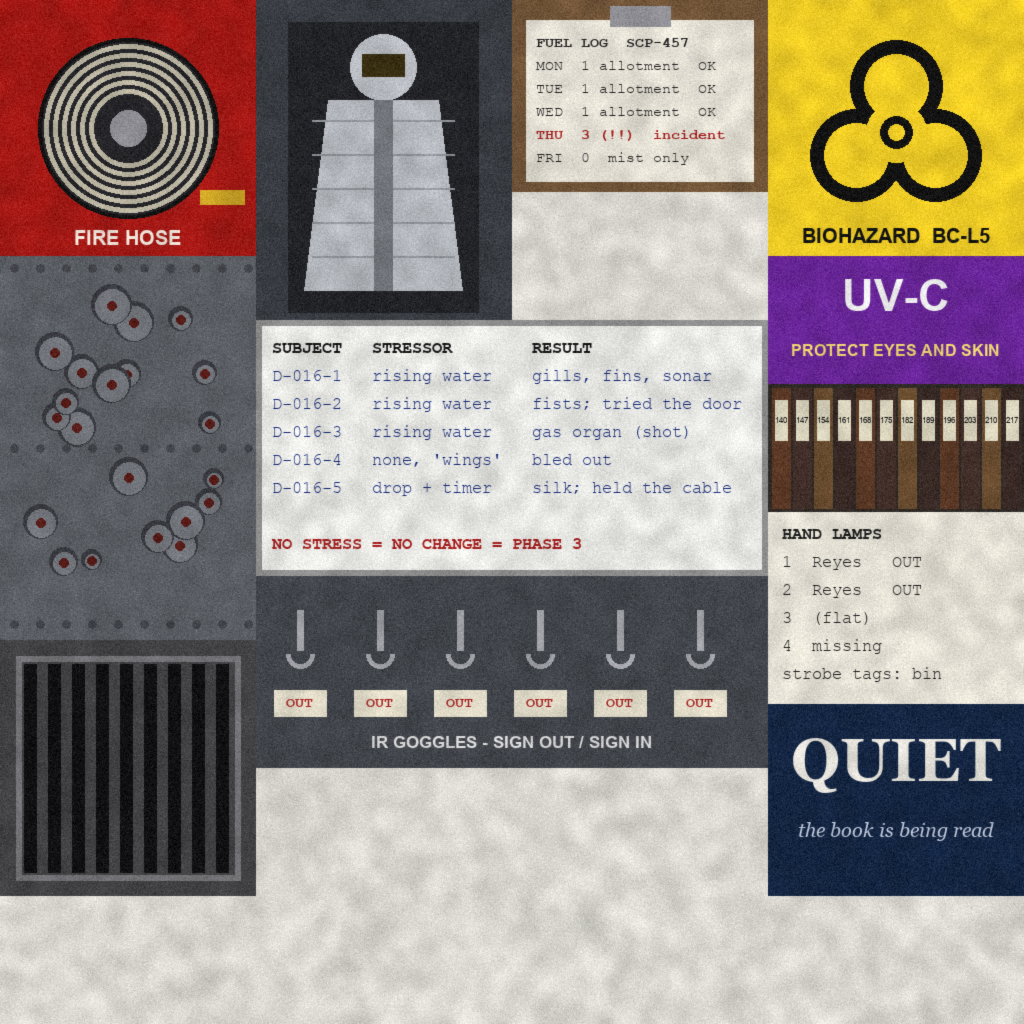 FIRE HOSE
FUEL LOG SCP-457
MON 1 allotment OK
TUE 1 allotment OK
WED 1 allotment OK
THU 3 (!!) incident
FRI 0 mist only
BIOHAZARD BC-L5
UV-C
PROTECT EYES AND SKIN
SUBJECT STRESSOR RESULT
D-016-1 rising water gills, fins, sonar
D-016-2 rising water fists; tried the door
D-016-3 rising water gas organ (shot)
D-016-4 none, 'wings' bled out
D-016-5 drop + timer silk; held the cable
NO STRESS = NO CHANGE = PHASE 3
140 147 154 161 168 175 182 189 196 203 210 217
HAND LAMPS
1 Reyes OUT
2 Reyes OUT
3 (flat)
4 missing
strobe tags: bin
OUT OUT OUT OUT OUT OUT
IR GOGGLES - SIGN OUT / SIGN IN
QUIET
the book is being read